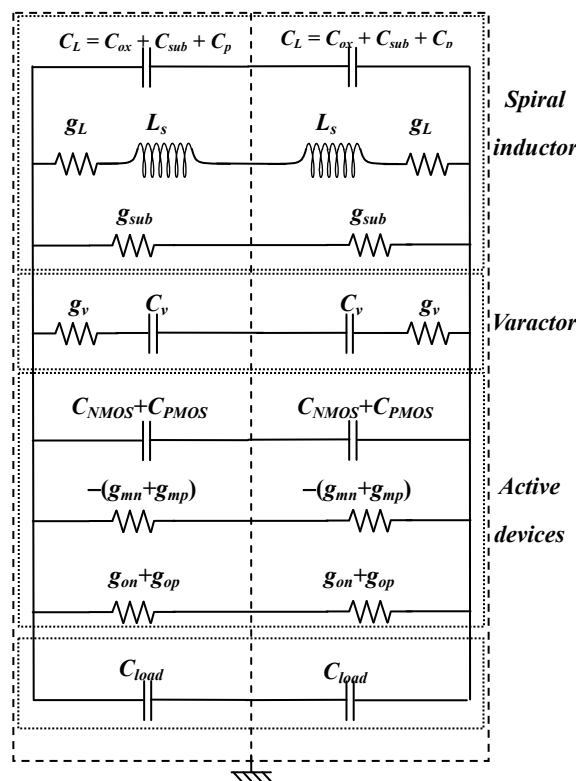 C_L = C_ox + C_sub + C_p C_L = C_ox + C_sub + C_p
Spiral inductor
g_L L_s L_s g_L
g_sub g_sub
g_v C_v C_v g_v
Varactor
C_NMOS+C_PMOS C_NMOS+C_PMOS
–(g_mn+g_mp) –(g_mn+g_mp)
Active devices
g_on+g_op g_on+g_op
C_load C_load